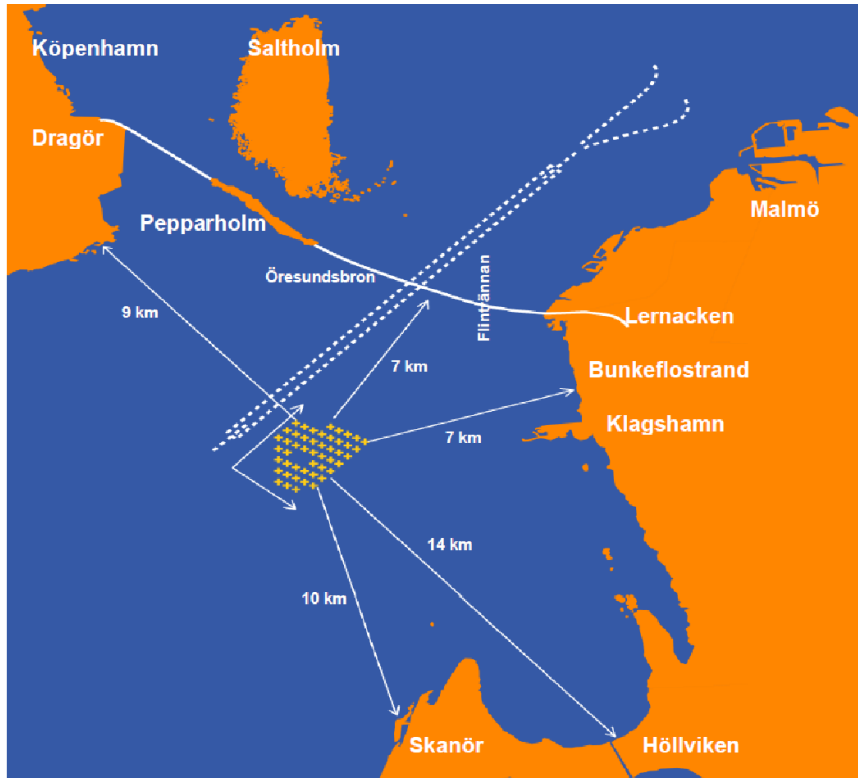 Köpenhamn
Saltholm
Dragör
Malmö
Pepparholm
Öresundsbron
Flintrännan
9 km
Lernacken
7 km
Bunkeflostrand
Klagshamn
7 km
14 km
10 km
Skanör
Höllviken